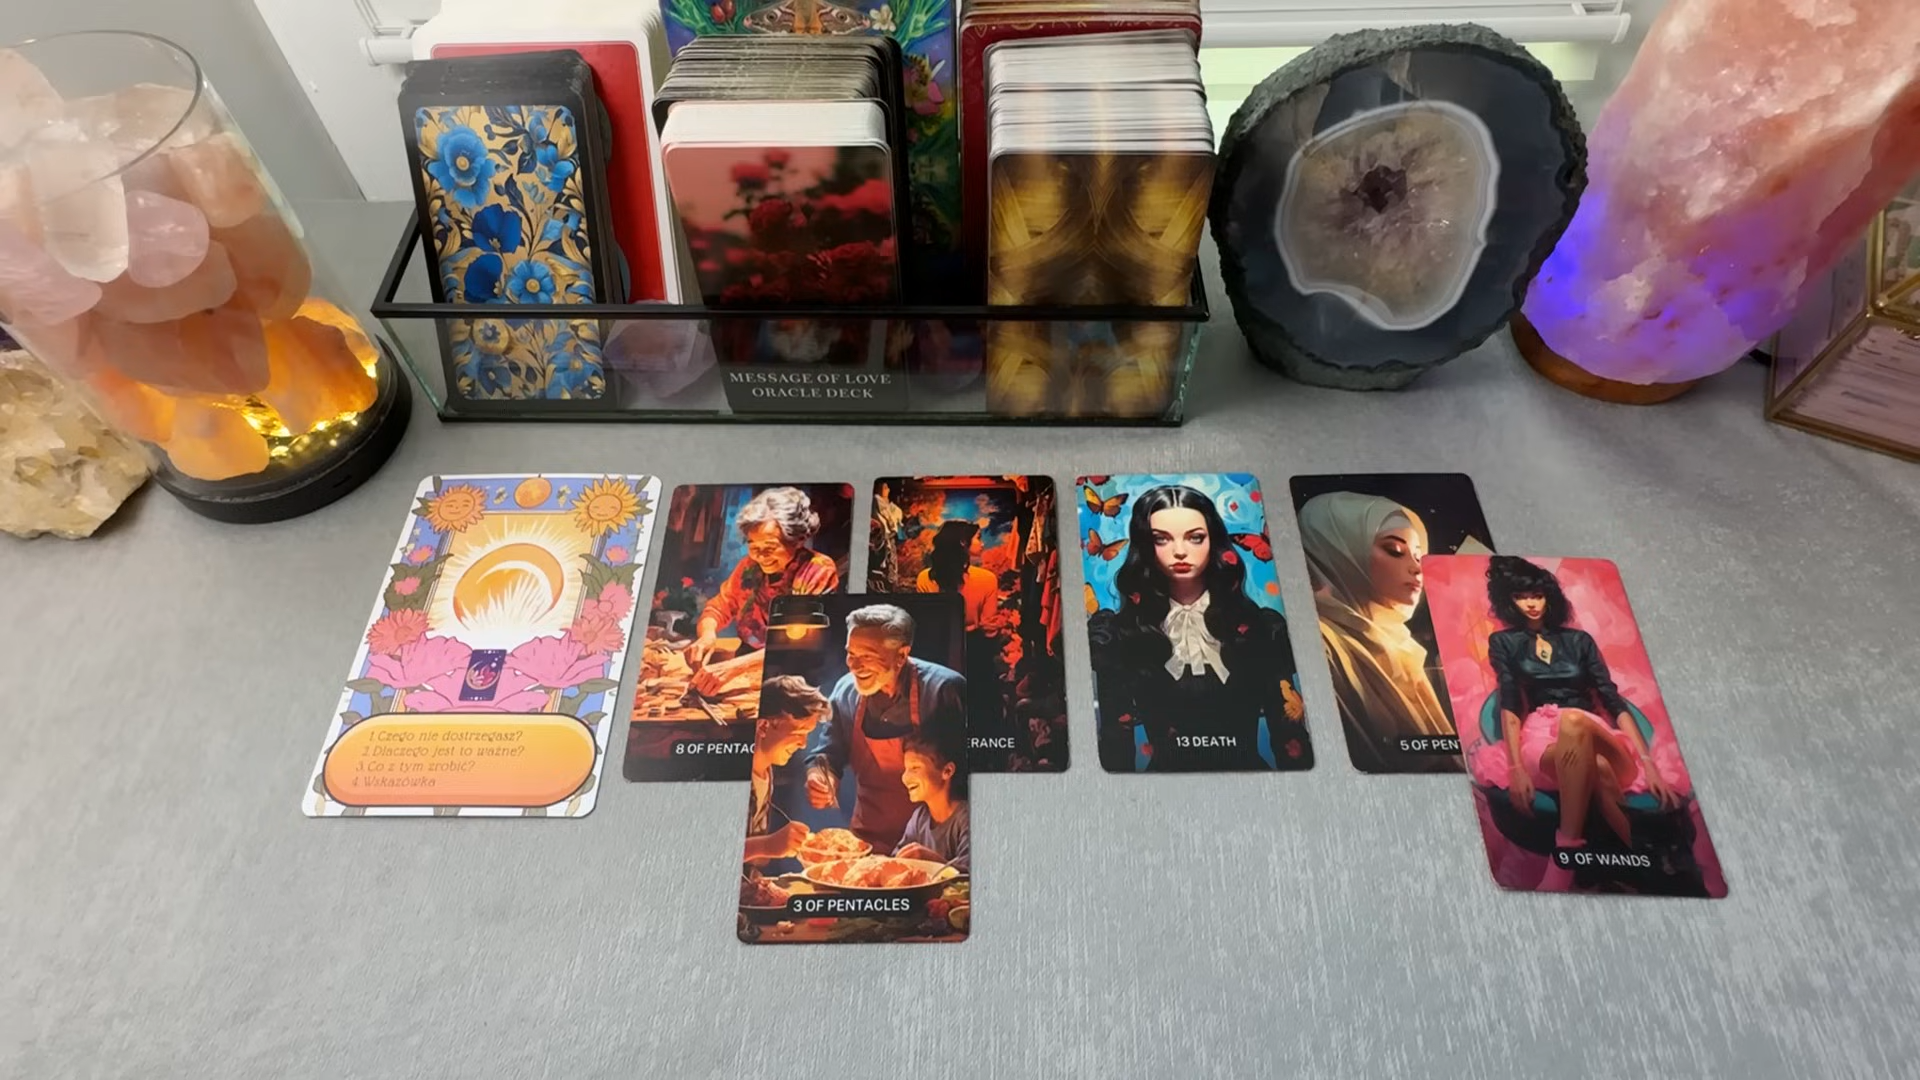 MESSAGE OF LOVE
ORACLE DECK
1. Czego nie dostrzegasz?
2. Dlaczego jest to ważne?
3. Co z tym zrobić?
4. Wskazówka
8 OF PENTAC
ERANCE
13 DEATH
5 OF PEN
3 OF PENTACLES
9 OF WANDS